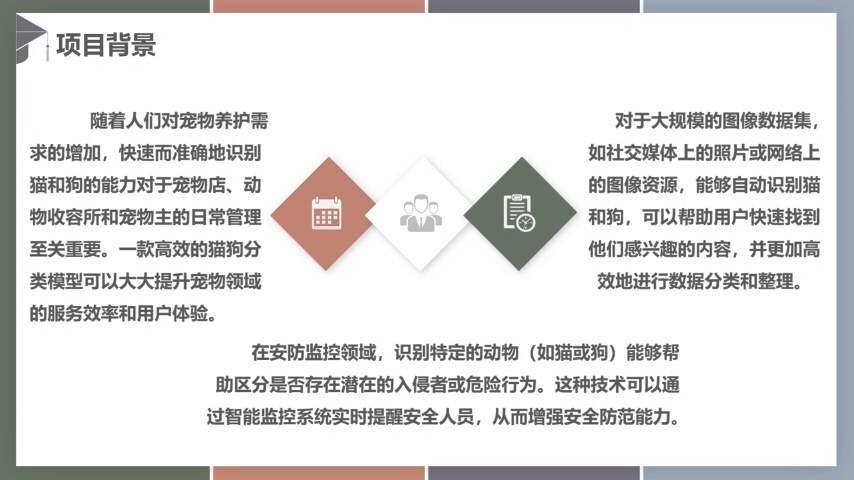 项目背景
随着人们对宠物养护需
求的增加，快速而准确地识别
猫和狗的能力对于宠物店、动
物收容所和宠物主的日常管理
至关重要。一款高效的猫狗分
类模型可以大大提升宠物领域
的服务效率和用户体验。
对于大规模的图像数据集，
如社交媒体上的照片或网络上
的图像资源，能够自动识别猫
和狗，可以帮助用户快速找到
他们感兴趣的内容，并更加高
效地进行数据分类和整理。
在安防监控领域，识别特定的动物（如猫或狗）能够帮
助区分是否存在潜在的入侵者或危险行为。这种技术可以通
过智能监控系统实时提醒安全人员，从而增强安全防范能力。